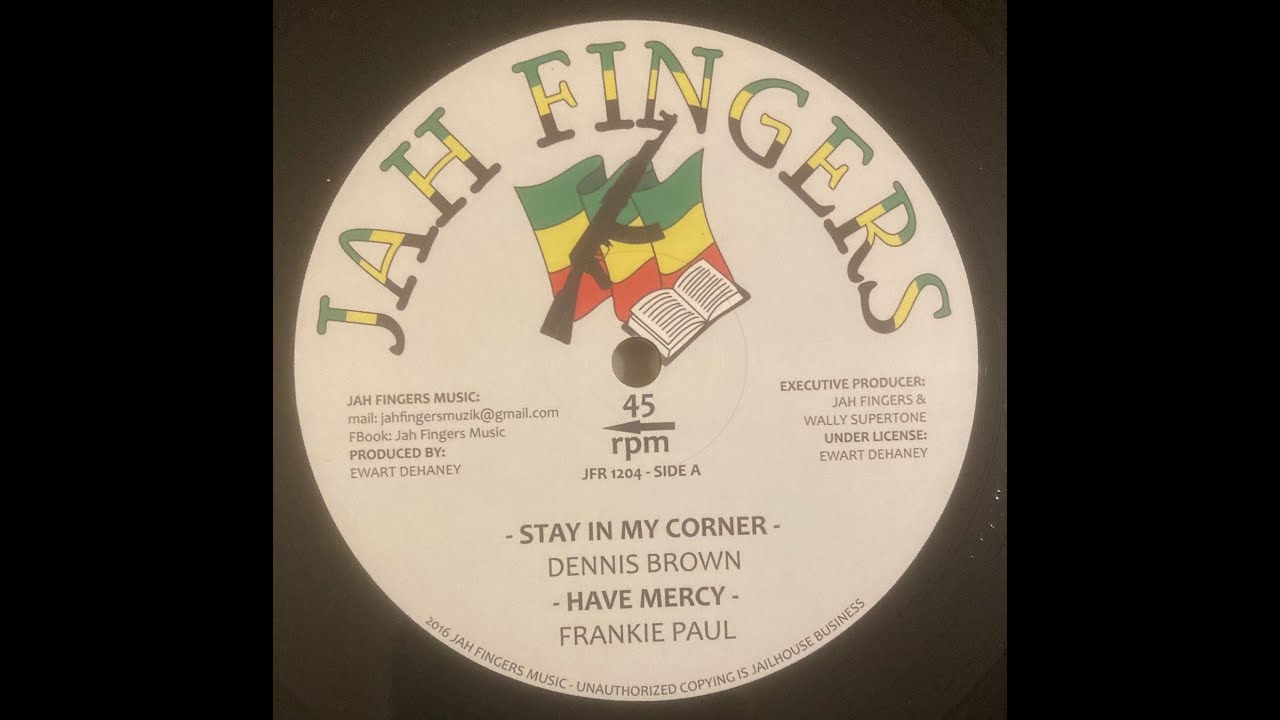 JAH FINGERS
JAH FINGERS MUSIC:
mail: jahfingersmuzik@gmail.com
FBook: Jah Fingers Music
PRODUCED BY:
EWART DEHANEY
45
rpm
JFR 1204 - SIDE A
EXECUTIVE PRODUCER:
JAH FINGERS &
WALLY SUPERTONE
UNDER LICENSE:
EWART DEHANEY
- STAY IN MY CORNER -
DENNIS BROWN
- HAVE MERCY -
FRANKIE PAUL
2016 JAH FINGERS MUSIC - UNAUTHORIZED COPYING IS JAILHOUSE BUSINESS